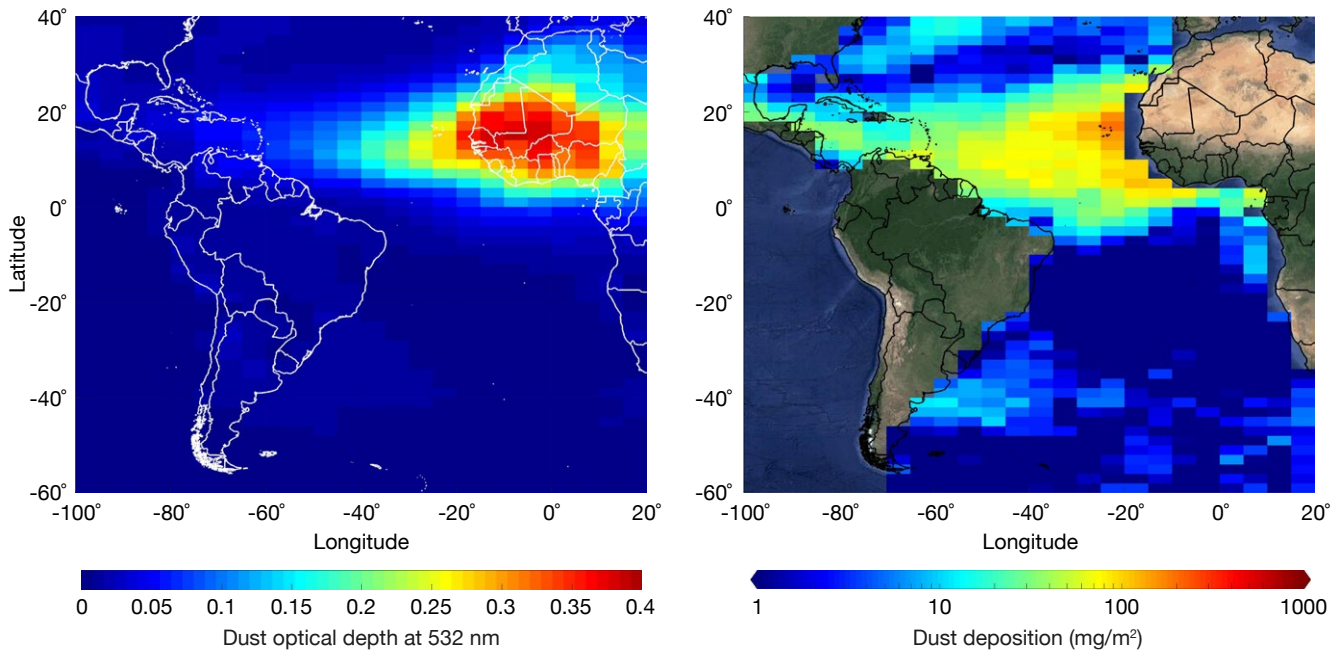 40˚
20˚
0˚
-20˚
-40˚
-60˚
Latitude
-100˚ -80˚ -60˚ -40˚ -20˚ 0˚ 20˚
Longitude
0 0.05 0.1 0.15 0.2 0.25 0.3 0.35 0.4
Dust optical depth at 532 nm
40˚
20˚
0˚
-20˚
-40˚
-60˚
-100˚ -80˚ -60˚ -40˚ -20˚ 0˚ 20˚
Longitude
1 10 100 1000
Dust deposition (mg/m²)